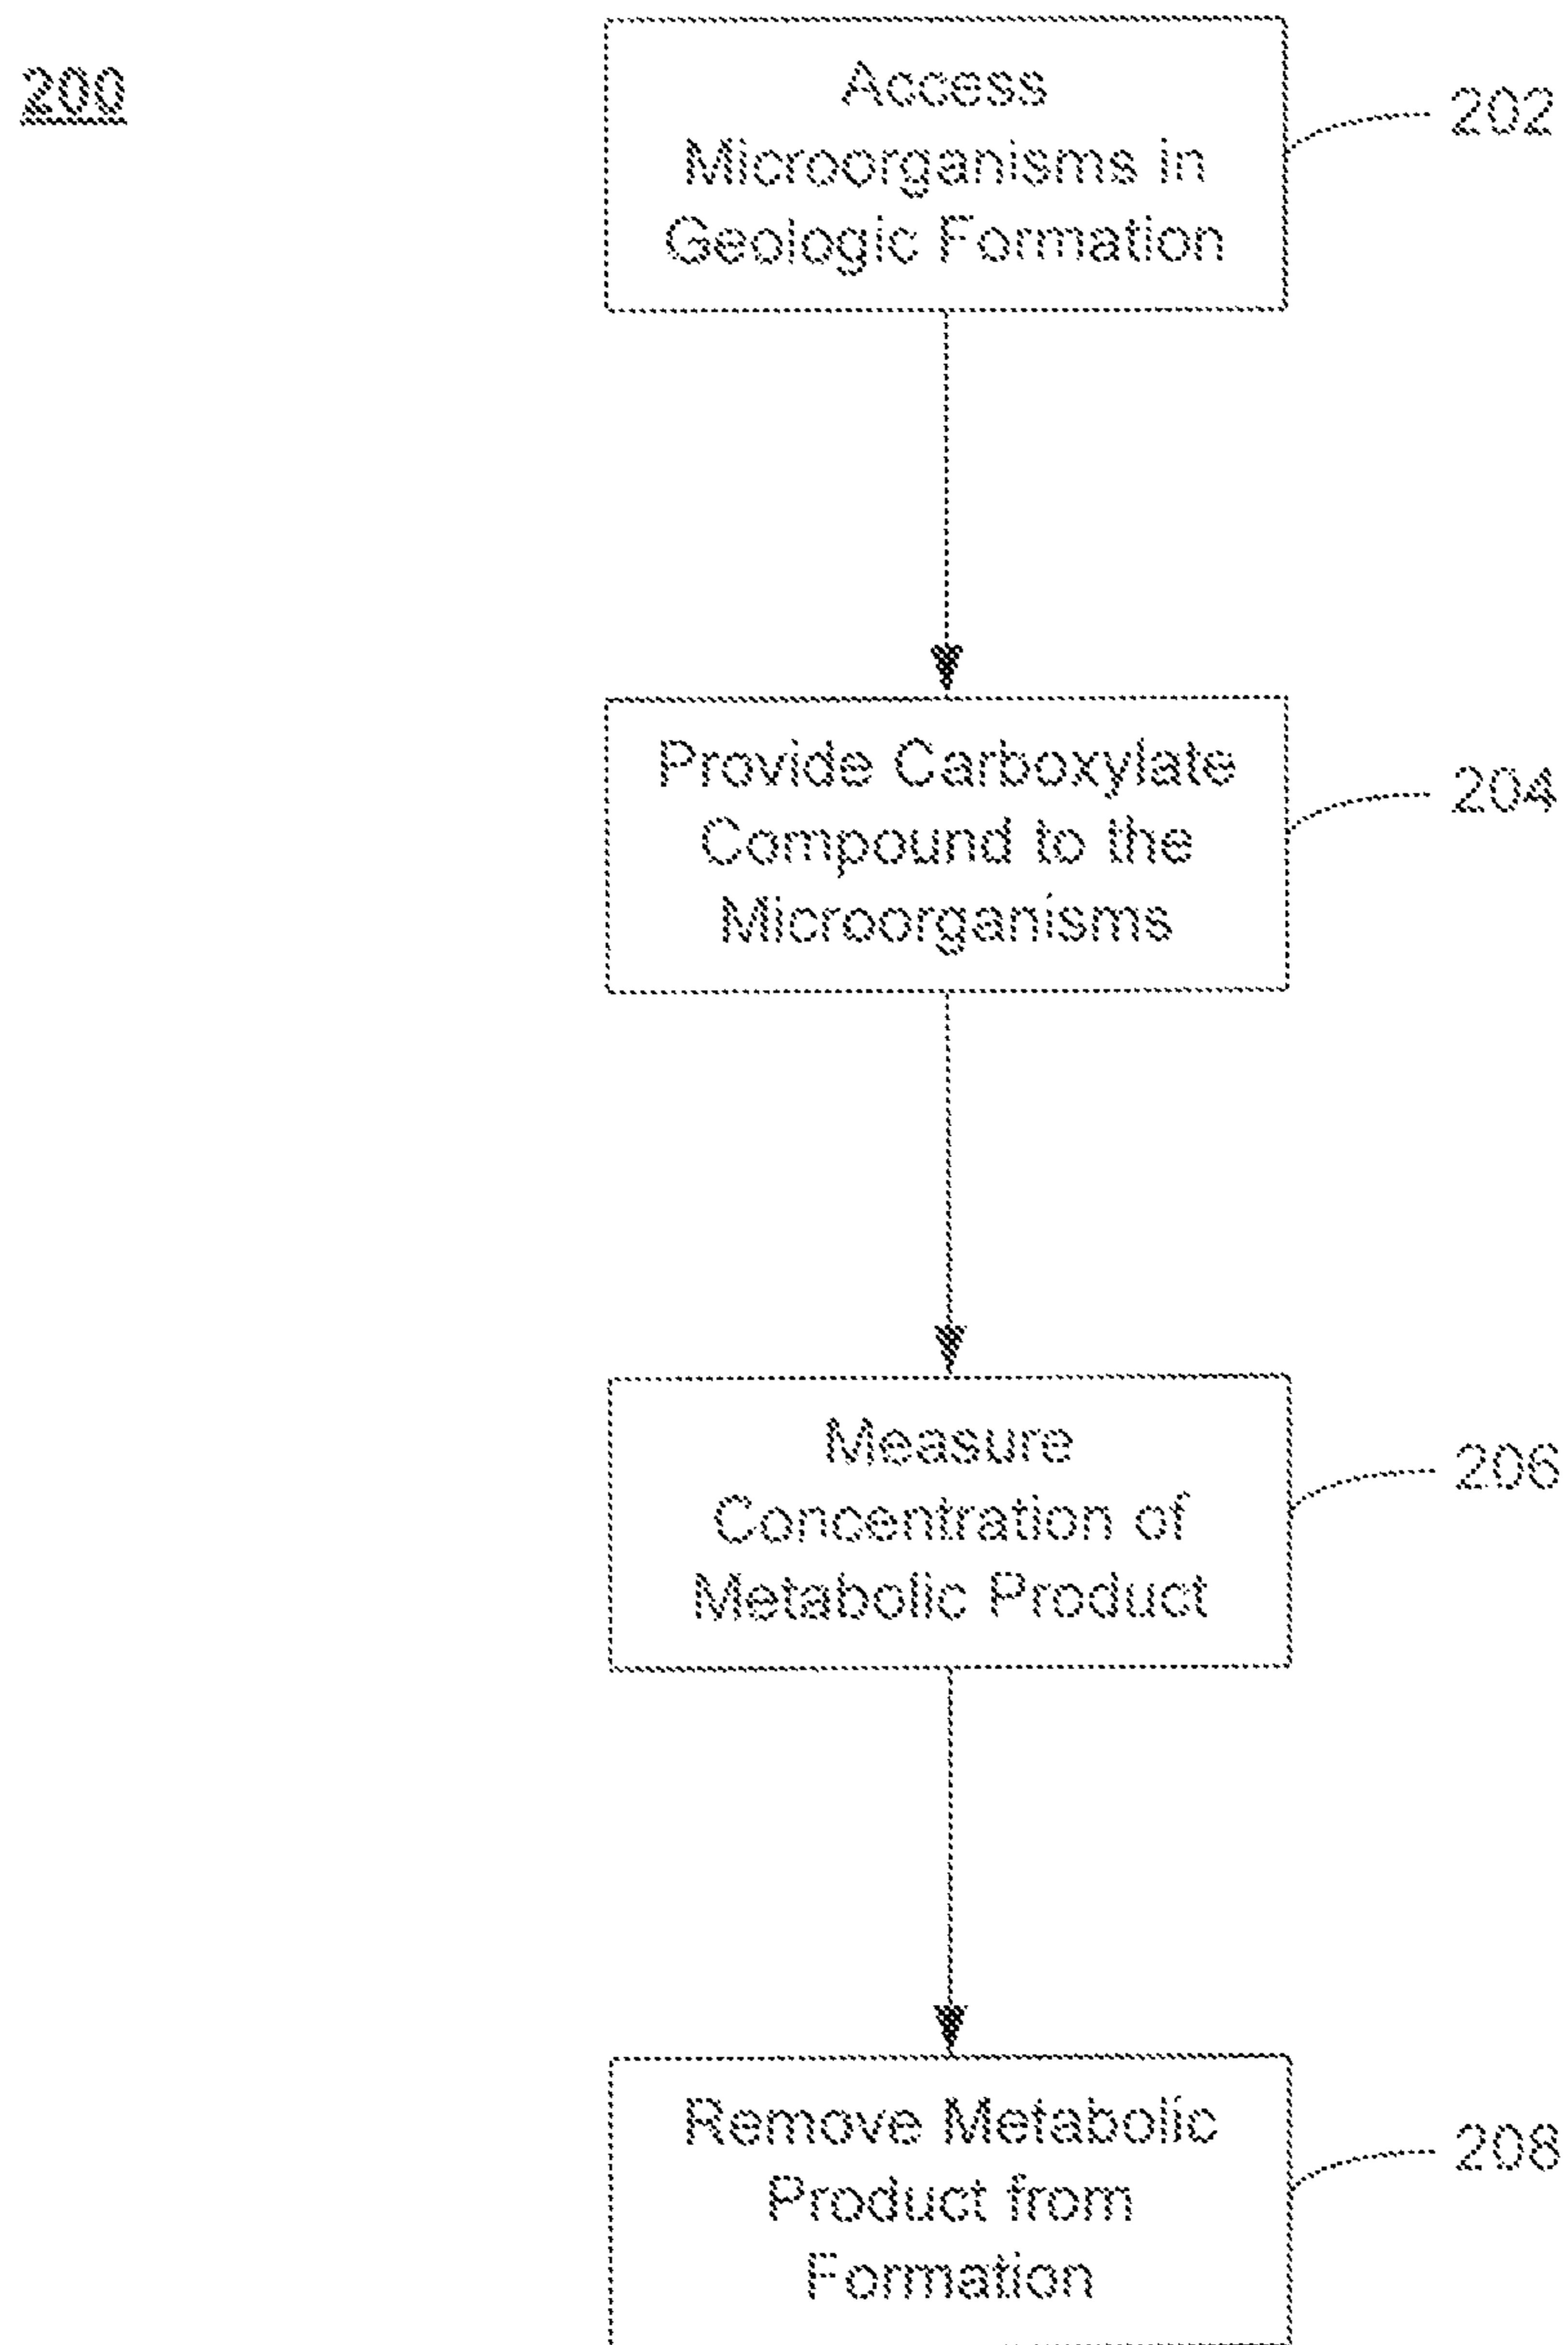 200
Access
Microorganisms in
Geologic Formation
202
Provide Carboxylate
Compound to the
Microorganisms
204
Measure
Concentration of
Metabolic Product
206
Remove Metabolic
Product from
Formation
208